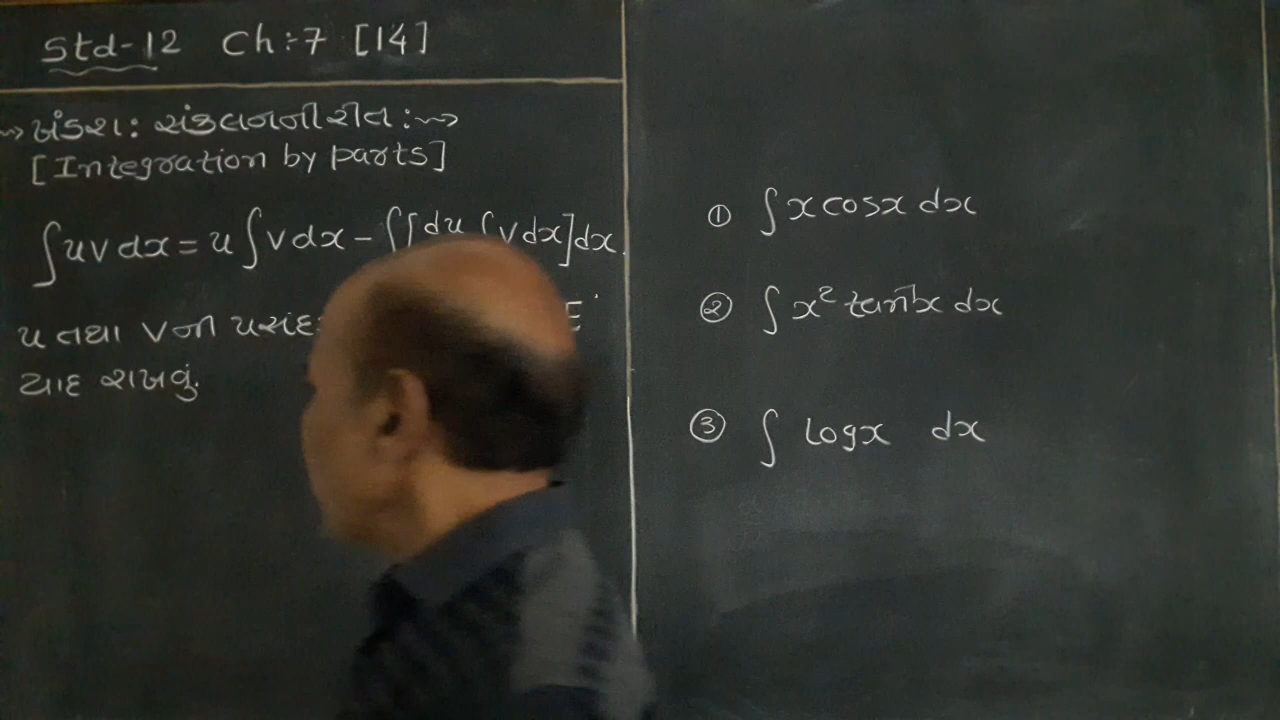 Std-12 Ch:7 [14]
ખંડશ: સંકલનની રીત:
[Integration by parts]
∫uv dx = u∫v dx - ∫[du ∫v dx]dx.
u તથા v ની પસંદ
યાદ રાખવું.
① ∫x cosx dx
② ∫x² tan⁻¹x dx
③ ∫ logx dx